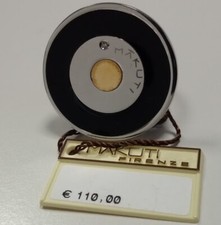 MAKUTI
MAKUTI
FIRENZE
€ 110,00